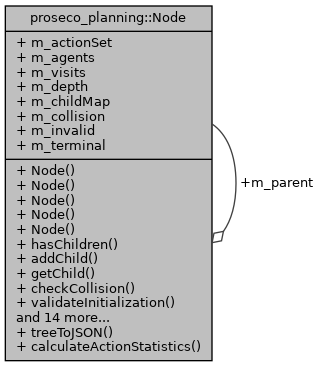 proseco_planning::Node
+ m_actionSet
+ m_agents
+ m_visits
+ m_depth
+ m_childMap
+ m_collision
+ m_invalid
+ m_terminal
+m_parent
+ Node()
+ Node()
+ Node()
+ Node()
+ Node()
+ hasChildren()
+ addChild()
+ getChild()
+ checkCollision()
+ validateInitialization()
and 14 more...
+ treeToJSON()
+ calculateActionStatistics()